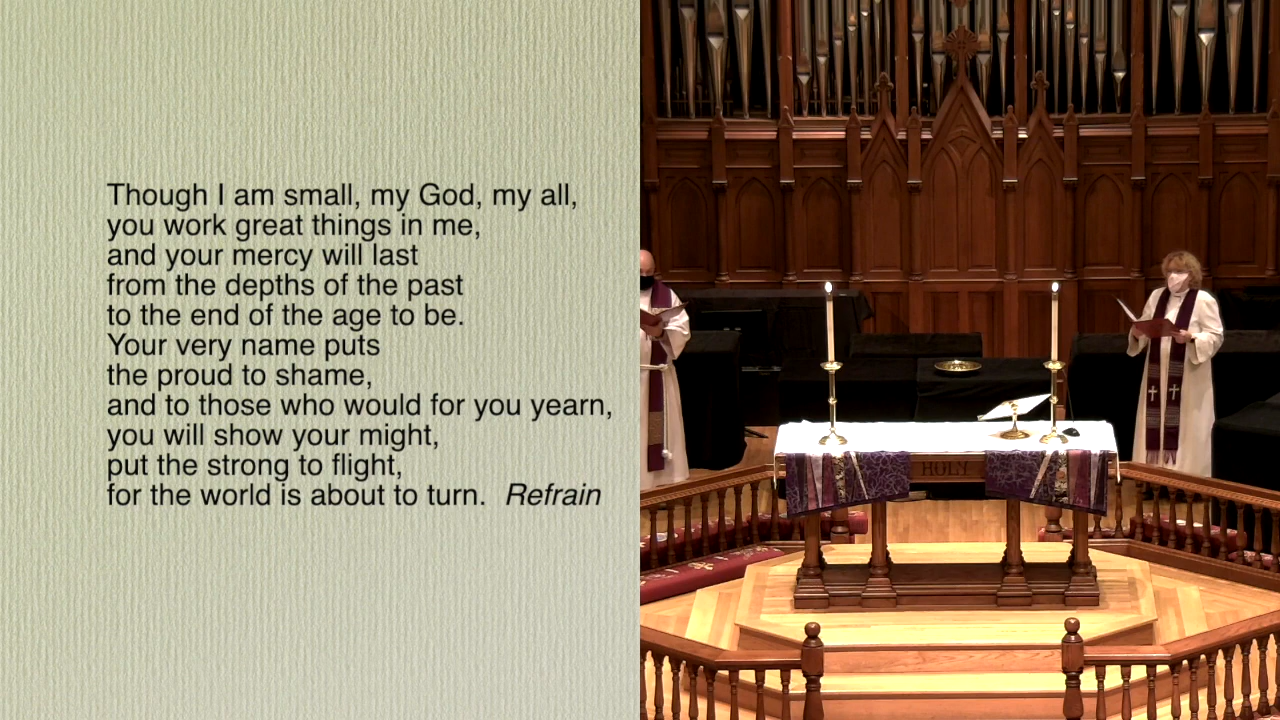 Though I am small, my God, my all,
you work great things in me,
and your mercy will last
from the depths of the past
to the end of the age to be.
Your very name puts
the proud to shame,
and to those who would for you yearn,
you will show your might,
put the strong to flight,
for the world is about to turn. Refrain
HOLY